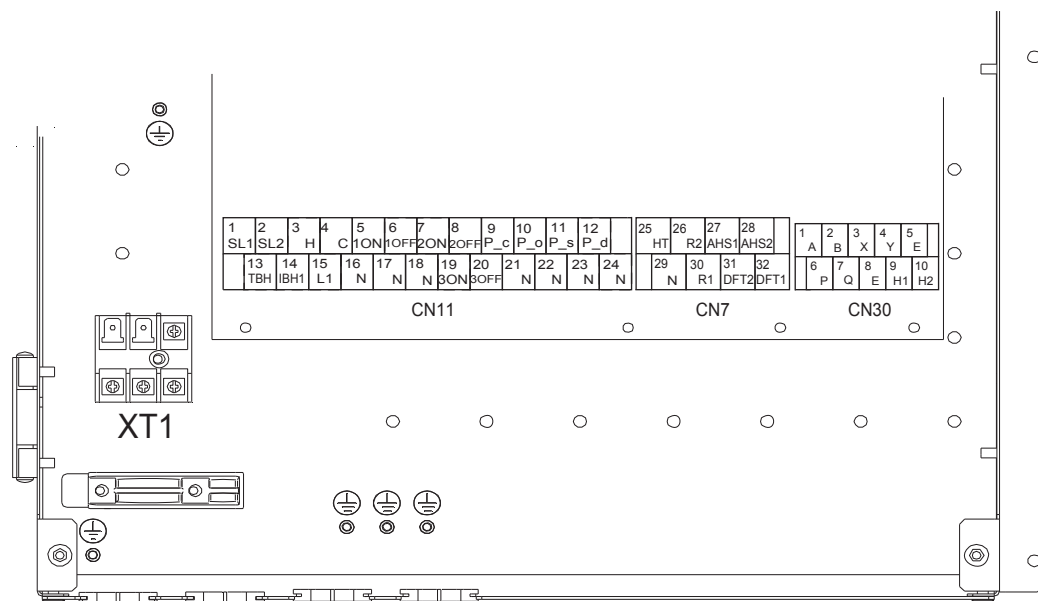 1 2 3 4 5 6 7 8 9 10 11 12
SL1 SL2 H C 1ON 1OFF 2ON 2OFF P_c P_o P_s P_d
13 14 15 16 17 18 19 20 21 22 23 24
TBH IBH1 L1 N N N 3ON 3OFF N N N N
CN11
25 26 27 28
HT R2 AHS1 AHS2
29 30 31 32
N R1 DFT2 DFT1
CN7
1 2 3 4 5
A B X Y E
6 7 8 9 10
P Q E H1 H2
CN30
XT1